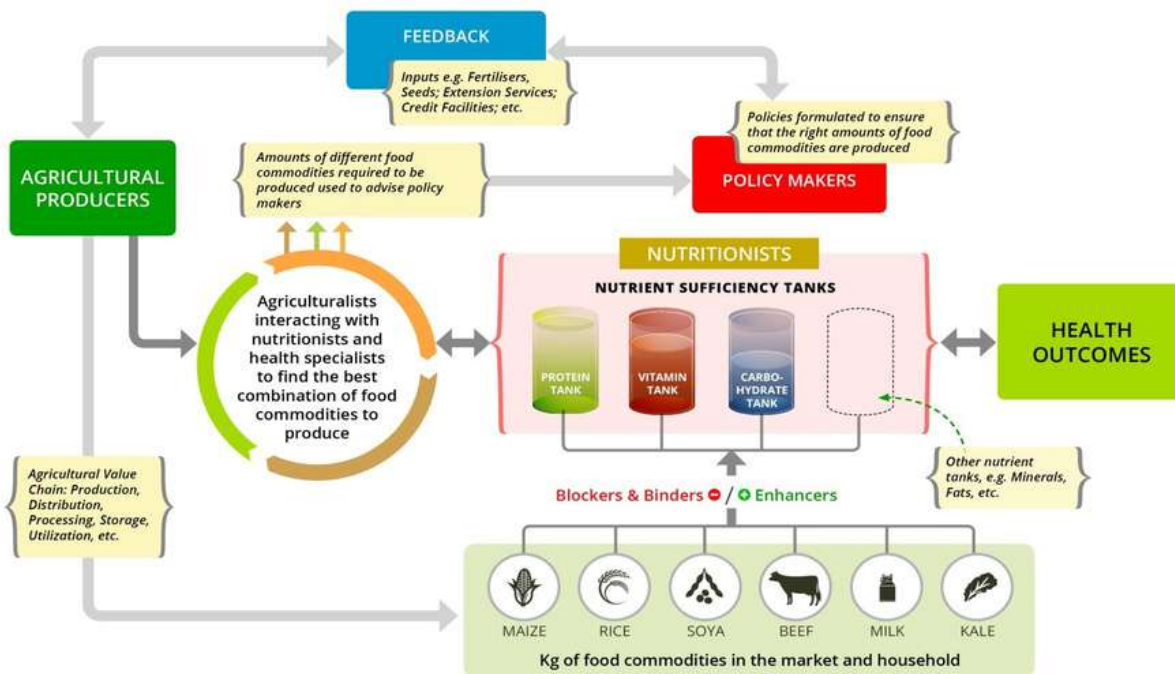 FEEDBACK
Inputs e.g. Fertilisers,
Seeds; Extension Services;
Credit Facilities; etc.
Policies formulated to ensure
that the right amounts of food
commodities are produced
AGRICULTURAL
PRODUCERS
Amounts of different food
commodities required to be
produced used to advise policy
makers
POLICY MAKERS
NUTRITIONISTS
NUTRIENT SUFFICIENCY TANKS
Agriculturalists
interacting with
nutritionists and
health specialists
to find the best
combination of food
commodities to
produce
PROTEIN
TANK
VITAMIN
TANK
CARBO-
HYDRATE
TANK
HEALTH
OUTCOMES
Agricultural Value
Chain: Production,
Distribution,
Processing, Storage,
Utilization, etc.
Other nutrient
tanks, e.g. Minerals,
Fats, etc.
Blockers & Binders / Enhancers
MAIZE
RICE
SOYA
BEEF
MILK
KALE
Kg of food commodities in the market and household